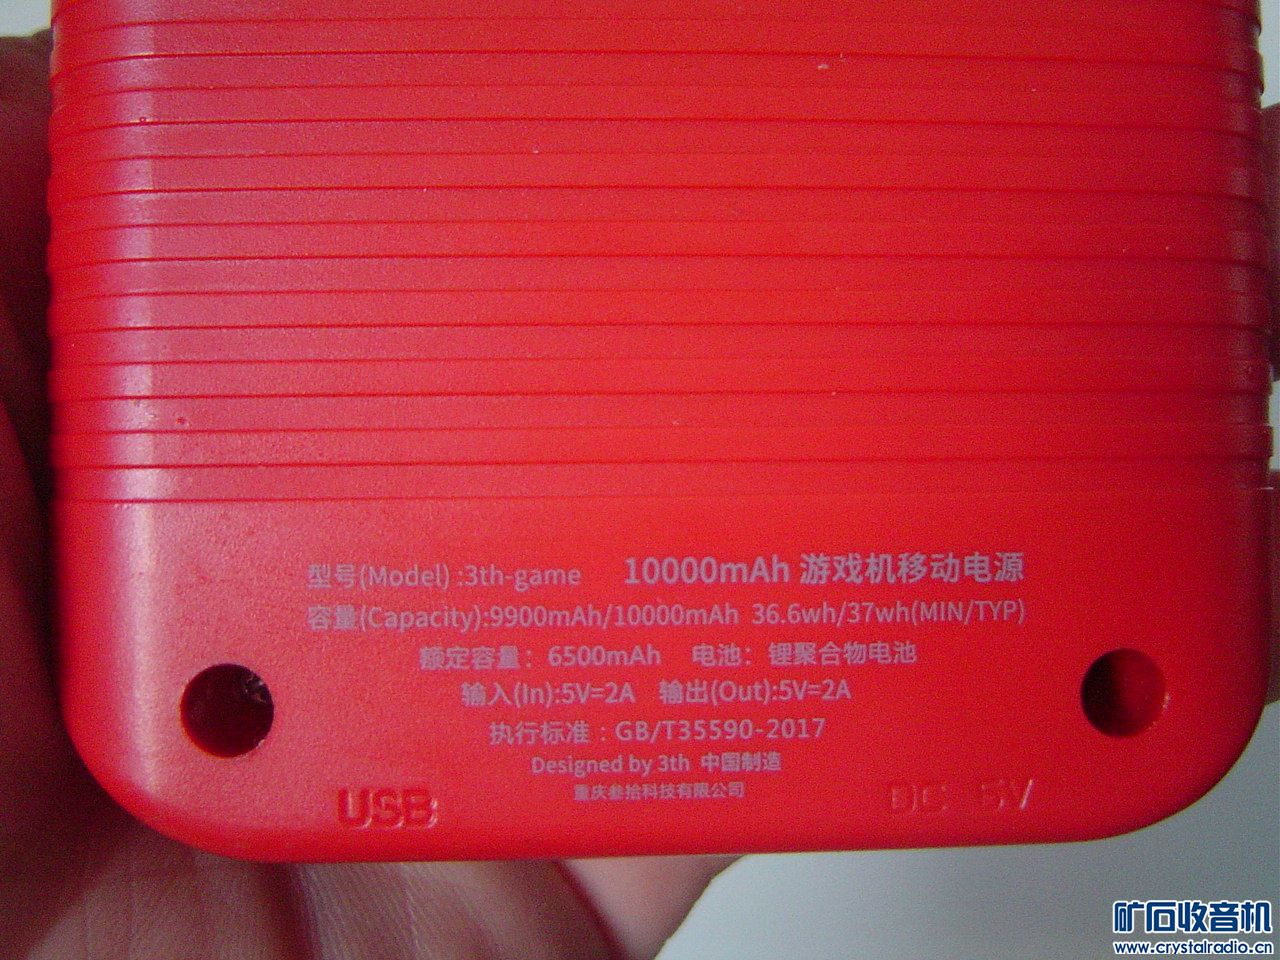 型号(Model) :3th-game 10000mAh 游戏机移动电源
容量(Capacity):9900mAh/10000mAh 36.6wh/37wh(MIN/TYP)
额定容量：6500mAh 电池：锂聚合物电池
输入(In):5V=2A 输出(Out):5V=2A
执行标准：GB/T35590-2017
Designed by 3th 中国制造
重庆叁拾科技有限公司
USB DC 5V
矿石收音机
www.crystalradio.cn